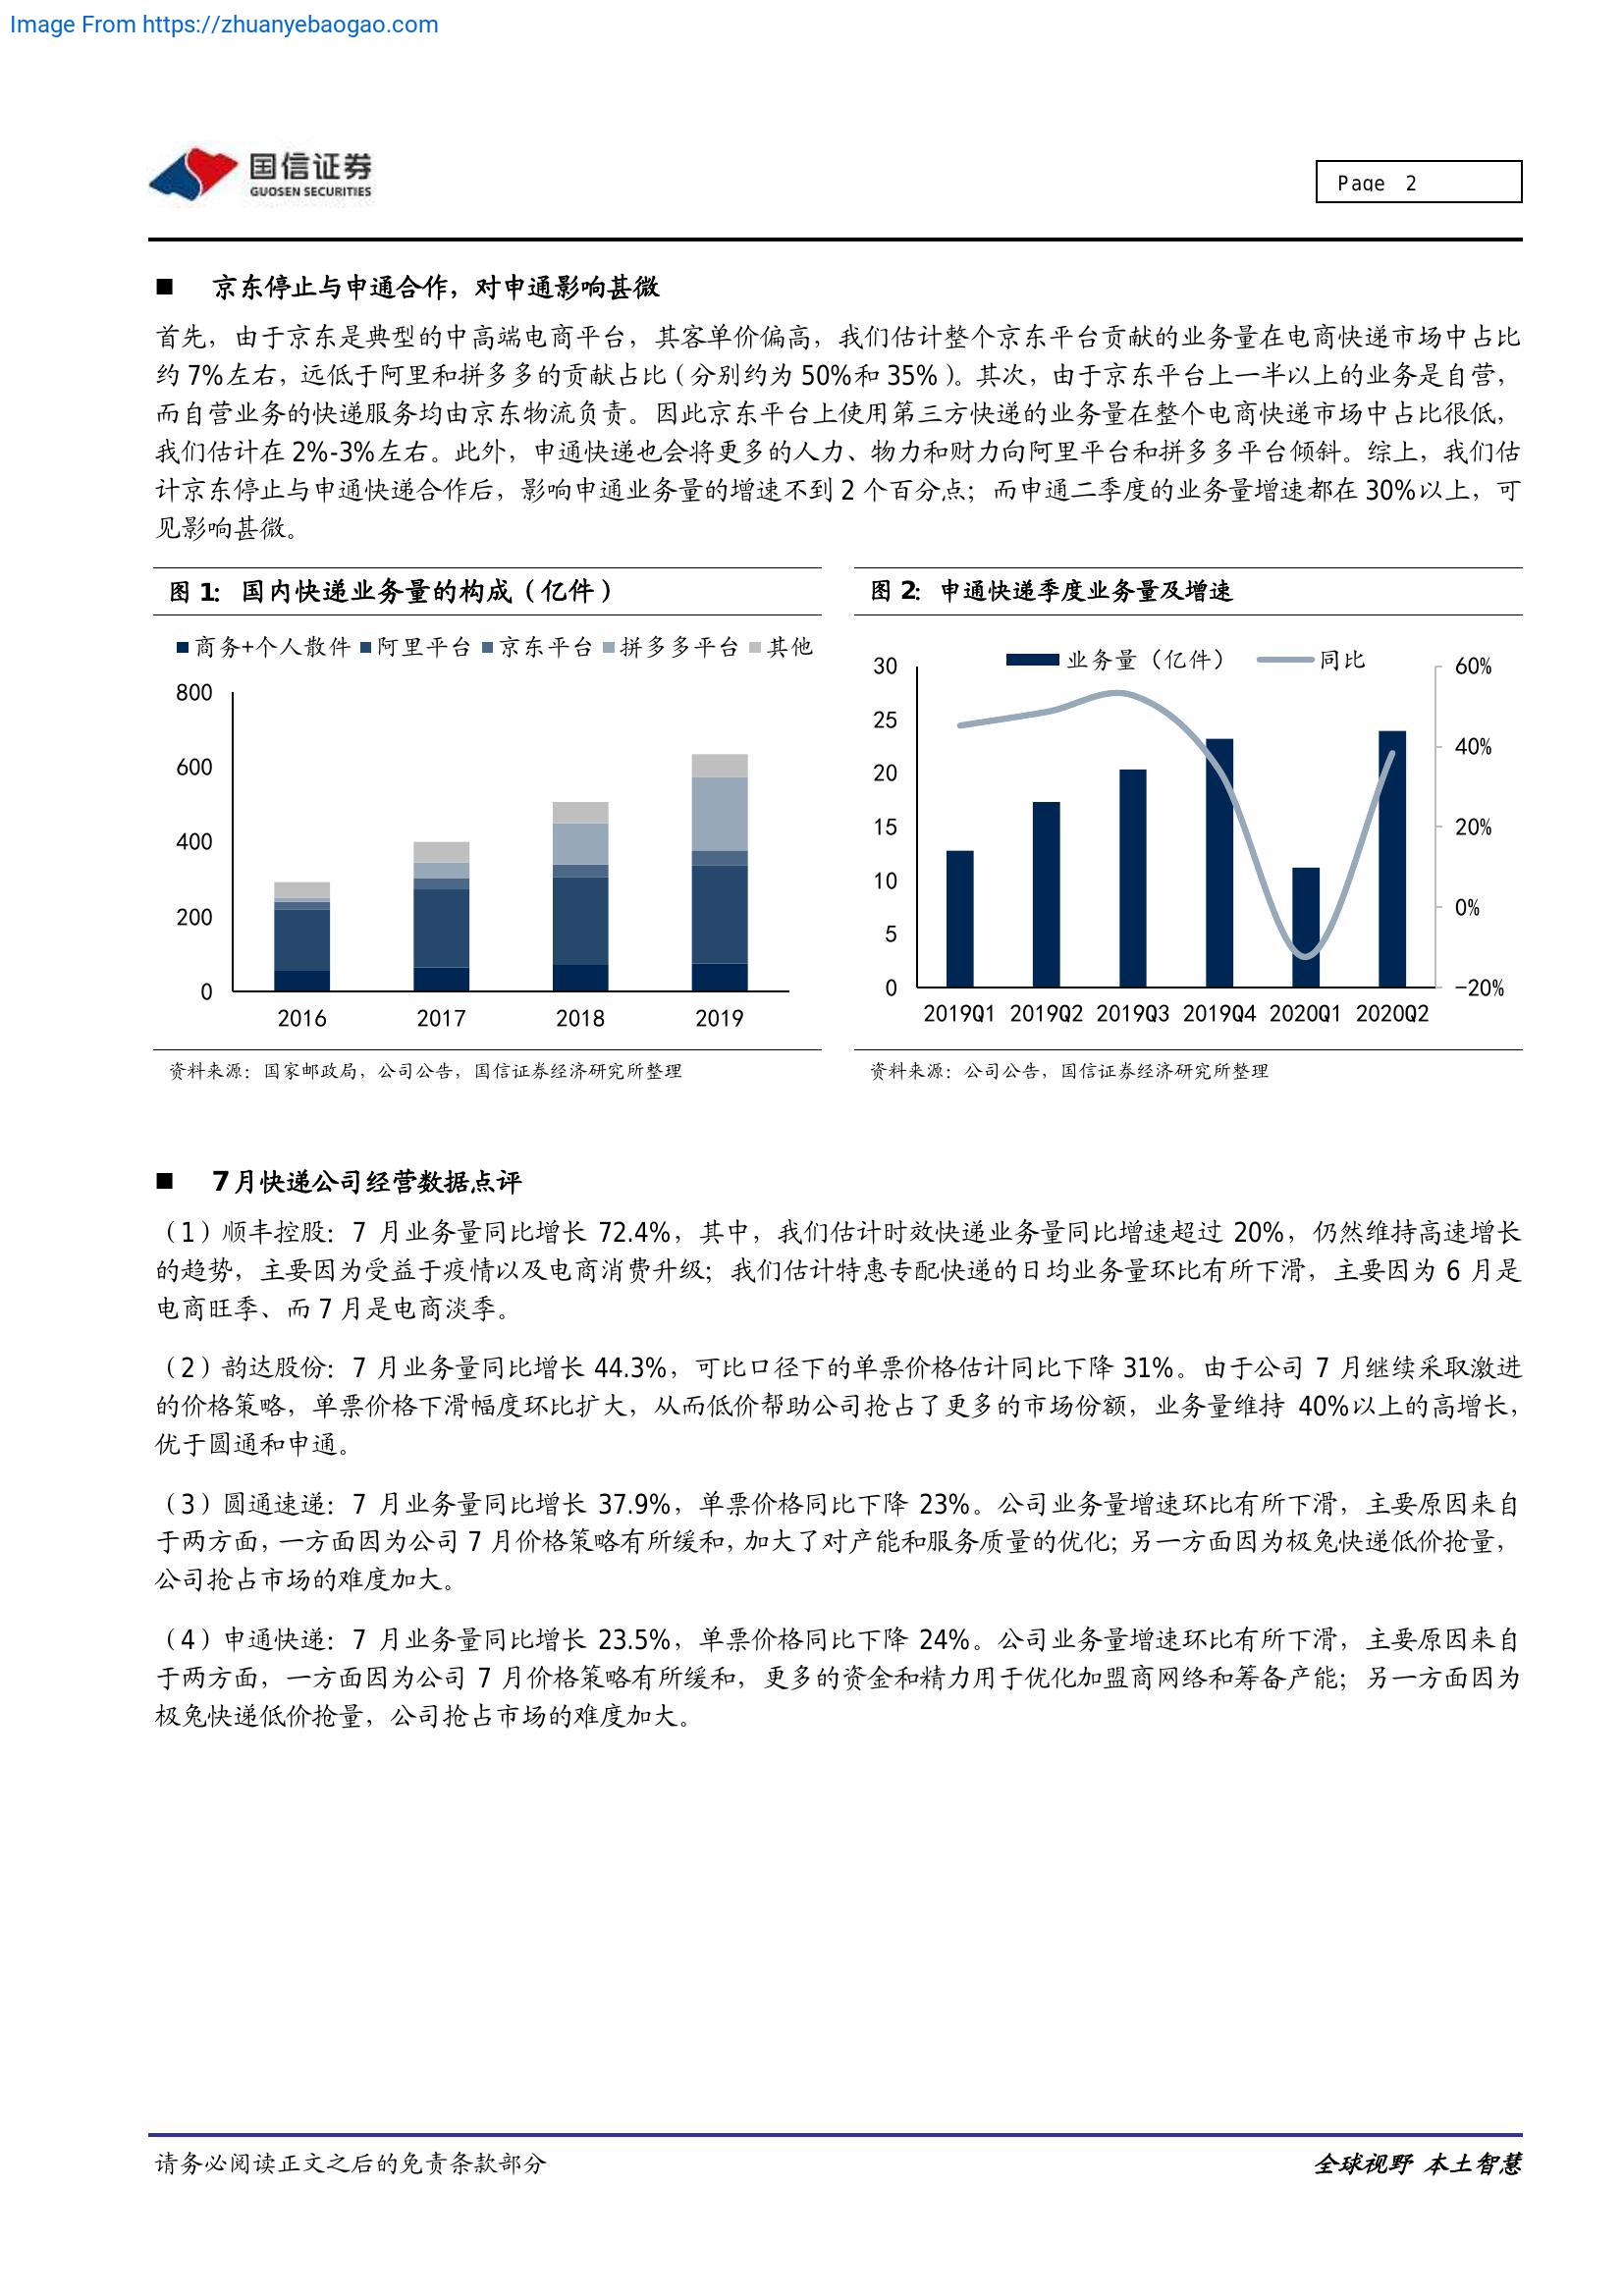 Image From https://zhuanyebaogao.com
国信证券
GUOSEN SECURITIES
Page 2
■ 京东停止与申通合作，对申通影响甚微
首先，由于京东是典型的中高端电商平台，其客单价偏高，我们估计整个京东平台贡献的业务量在电商快递市场中占比
约 7%左右，远低于阿里和拼多多的贡献占比（分别约为 50%和 35%）。其次，由于京东平台上一半以上的业务是自营，
而自营业务的快递服务均由京东物流负责。因此京东平台上使用第三方快递的业务量在整个电商快递市场中占比很低，
我们估计在 2%-3%左右。此外，申通快递也会将更多的人力、物力和财力向阿里平台和拼多多平台倾斜。综上，我们估
计京东停止与申通快递合作后，影响申通业务量的增速不到 2 个百分点；而申通二季度的业务量增速都在 30%以上，可
见影响甚微。
图 1：国内快递业务量的构成（亿件）
商务+个人散件 阿里平台 京东平台 拼多多平台 其他
800
600
400
200
0
2016 2017 2018 2019
资料来源：国家邮政局，公司公告，国信证券经济研究所整理
图 2：申通快递季度业务量及增速
业务量（亿件） 同比
30 60%
25
40%
20
15 20%
10
0%
5
0 -20%
2019Q1 2019Q2 2019Q3 2019Q4 2020Q1 2020Q2
资料来源：公司公告，国信证券经济研究所整理
■ 7 月快递公司经营数据点评
（1）顺丰控股：7 月业务量同比增长 72.4%，其中，我们估计时效快递业务量同比增速超过 20%，仍然维持高速增长
的趋势，主要因为受益于疫情以及电商消费升级；我们估计特惠专配快递的日均业务量环比有所下滑，主要因为 6 月是
电商旺季、而 7 月是电商淡季。
（2）韵达股份：7 月业务量同比增长 44.3%，可比口径下的单票价格估计同比下降 31%。由于公司 7 月继续采取激进
的价格策略，单票价格下滑幅度环比扩大，从而低价帮助公司抢占了更多的市场份额，业务量维持 40%以上的高增长，
优于圆通和申通。
（3）圆通速递：7 月业务量同比增长 37.9%，单票价格同比下降 23%。公司业务量增速环比有所下滑，主要原因来自
于两方面，一方面因为公司 7 月价格策略有所缓和，加大了对产能和服务质量的优化；另一方面因为极兔快递低价抢量，
公司抢占市场的难度加大。
（4）申通快递：7 月业务量同比增长 23.5%，单票价格同比下降 24%。公司业务量增速环比有所下滑，主要原因来自
于两方面，一方面因为公司 7 月价格策略有所缓和，更多的资金和精力用于优化加盟商网络和筹备产能；另一方面因为
极兔快递低价抢量，公司抢占市场的难度加大。
请务必阅读正文之后的免责条款部分
全球视野 本土智慧